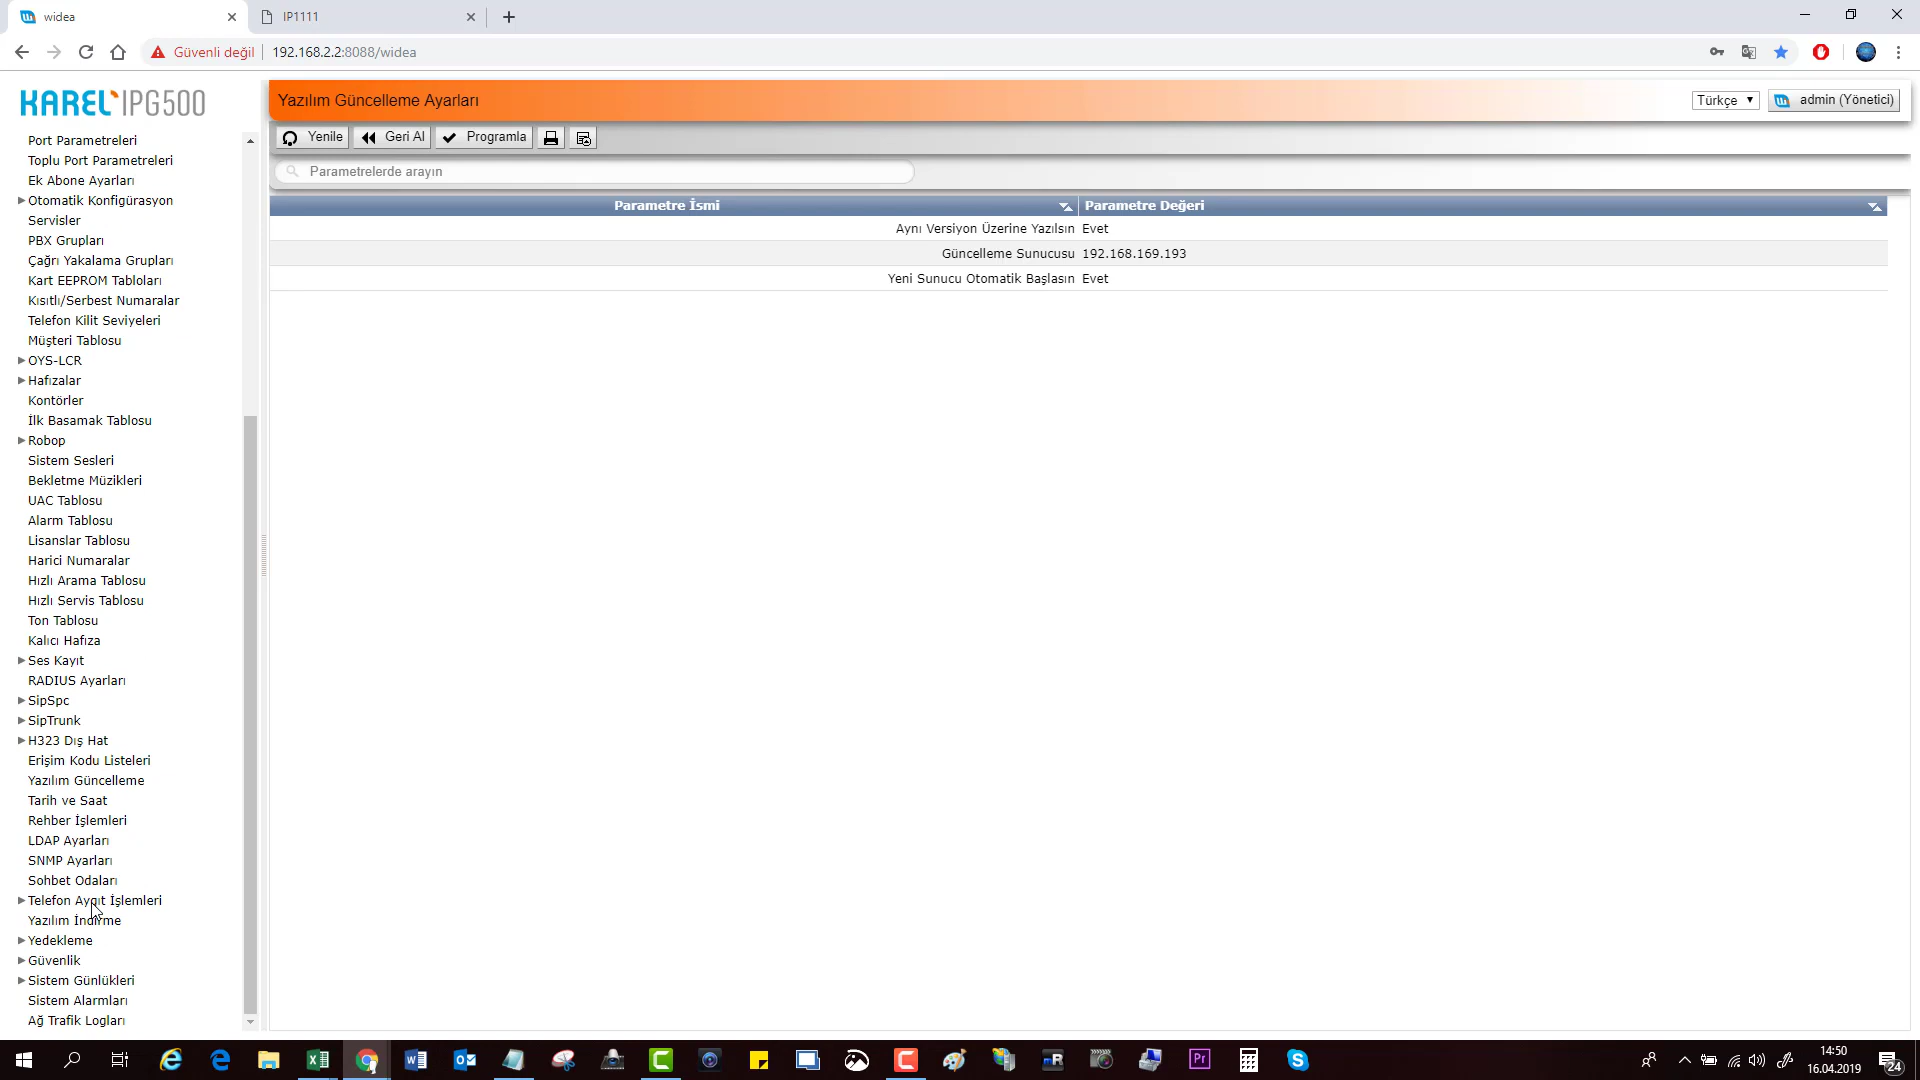 widea
IP1111
Güvenli değil
192.168.2.2:8088/widea
KAREL IPG500
Yazılım Güncelleme Ayarları
Türkçe
admin (Yönetici)
Yenile
Geri Al
Programla
Parametrelerde arayın
Parametre İsmi
Parametre Değeri
Aynı Versiyon Üzerine Yazılsın Evet
Güncelleme Sunucusu 192.168.169.193
Yeni Sunucu Otomatik Başlasın Evet
Port Parametreleri
Toplu Port Parametreleri
Ek Abone Ayarları
Otomatik Konfigürasyon
Servisler
PBX Grupları
Çağrı Yakalama Grupları
Kart EEPROM Tabloları
Kısıtlı/Serbest Numaralar
Telefon Kilit Seviyeleri
Müşteri Tablosu
OYS-LCR
Hafızalar
Kontörler
İlk Basamak Tablosu
Robop
Sistem Sesleri
Bekletme Müzikleri
UAC Tablosu
Alarm Tablosu
Lisanslar Tablosu
Harici Numaralar
Hızlı Arama Tablosu
Hızlı Servis Tablosu
Ton Tablosu
Kalıcı Hafıza
Ses Kayıt
RADIUS Ayarları
SipSpc
SipTrunk
H323 Dış Hat
Erişim Kodu Listeleri
Yazılım Güncelleme
Tarih ve Saat
Rehber İşlemleri
LDAP Ayarları
SNMP Ayarları
Sohbet Odaları
Telefon Aygıt İşlemleri
Yazılım İndirme
Yedekleme
Güvenlik
Sistem Günlükleri
Sistem Alarmları
Ağ Trafik Logları
14:50
16.04.2019
24